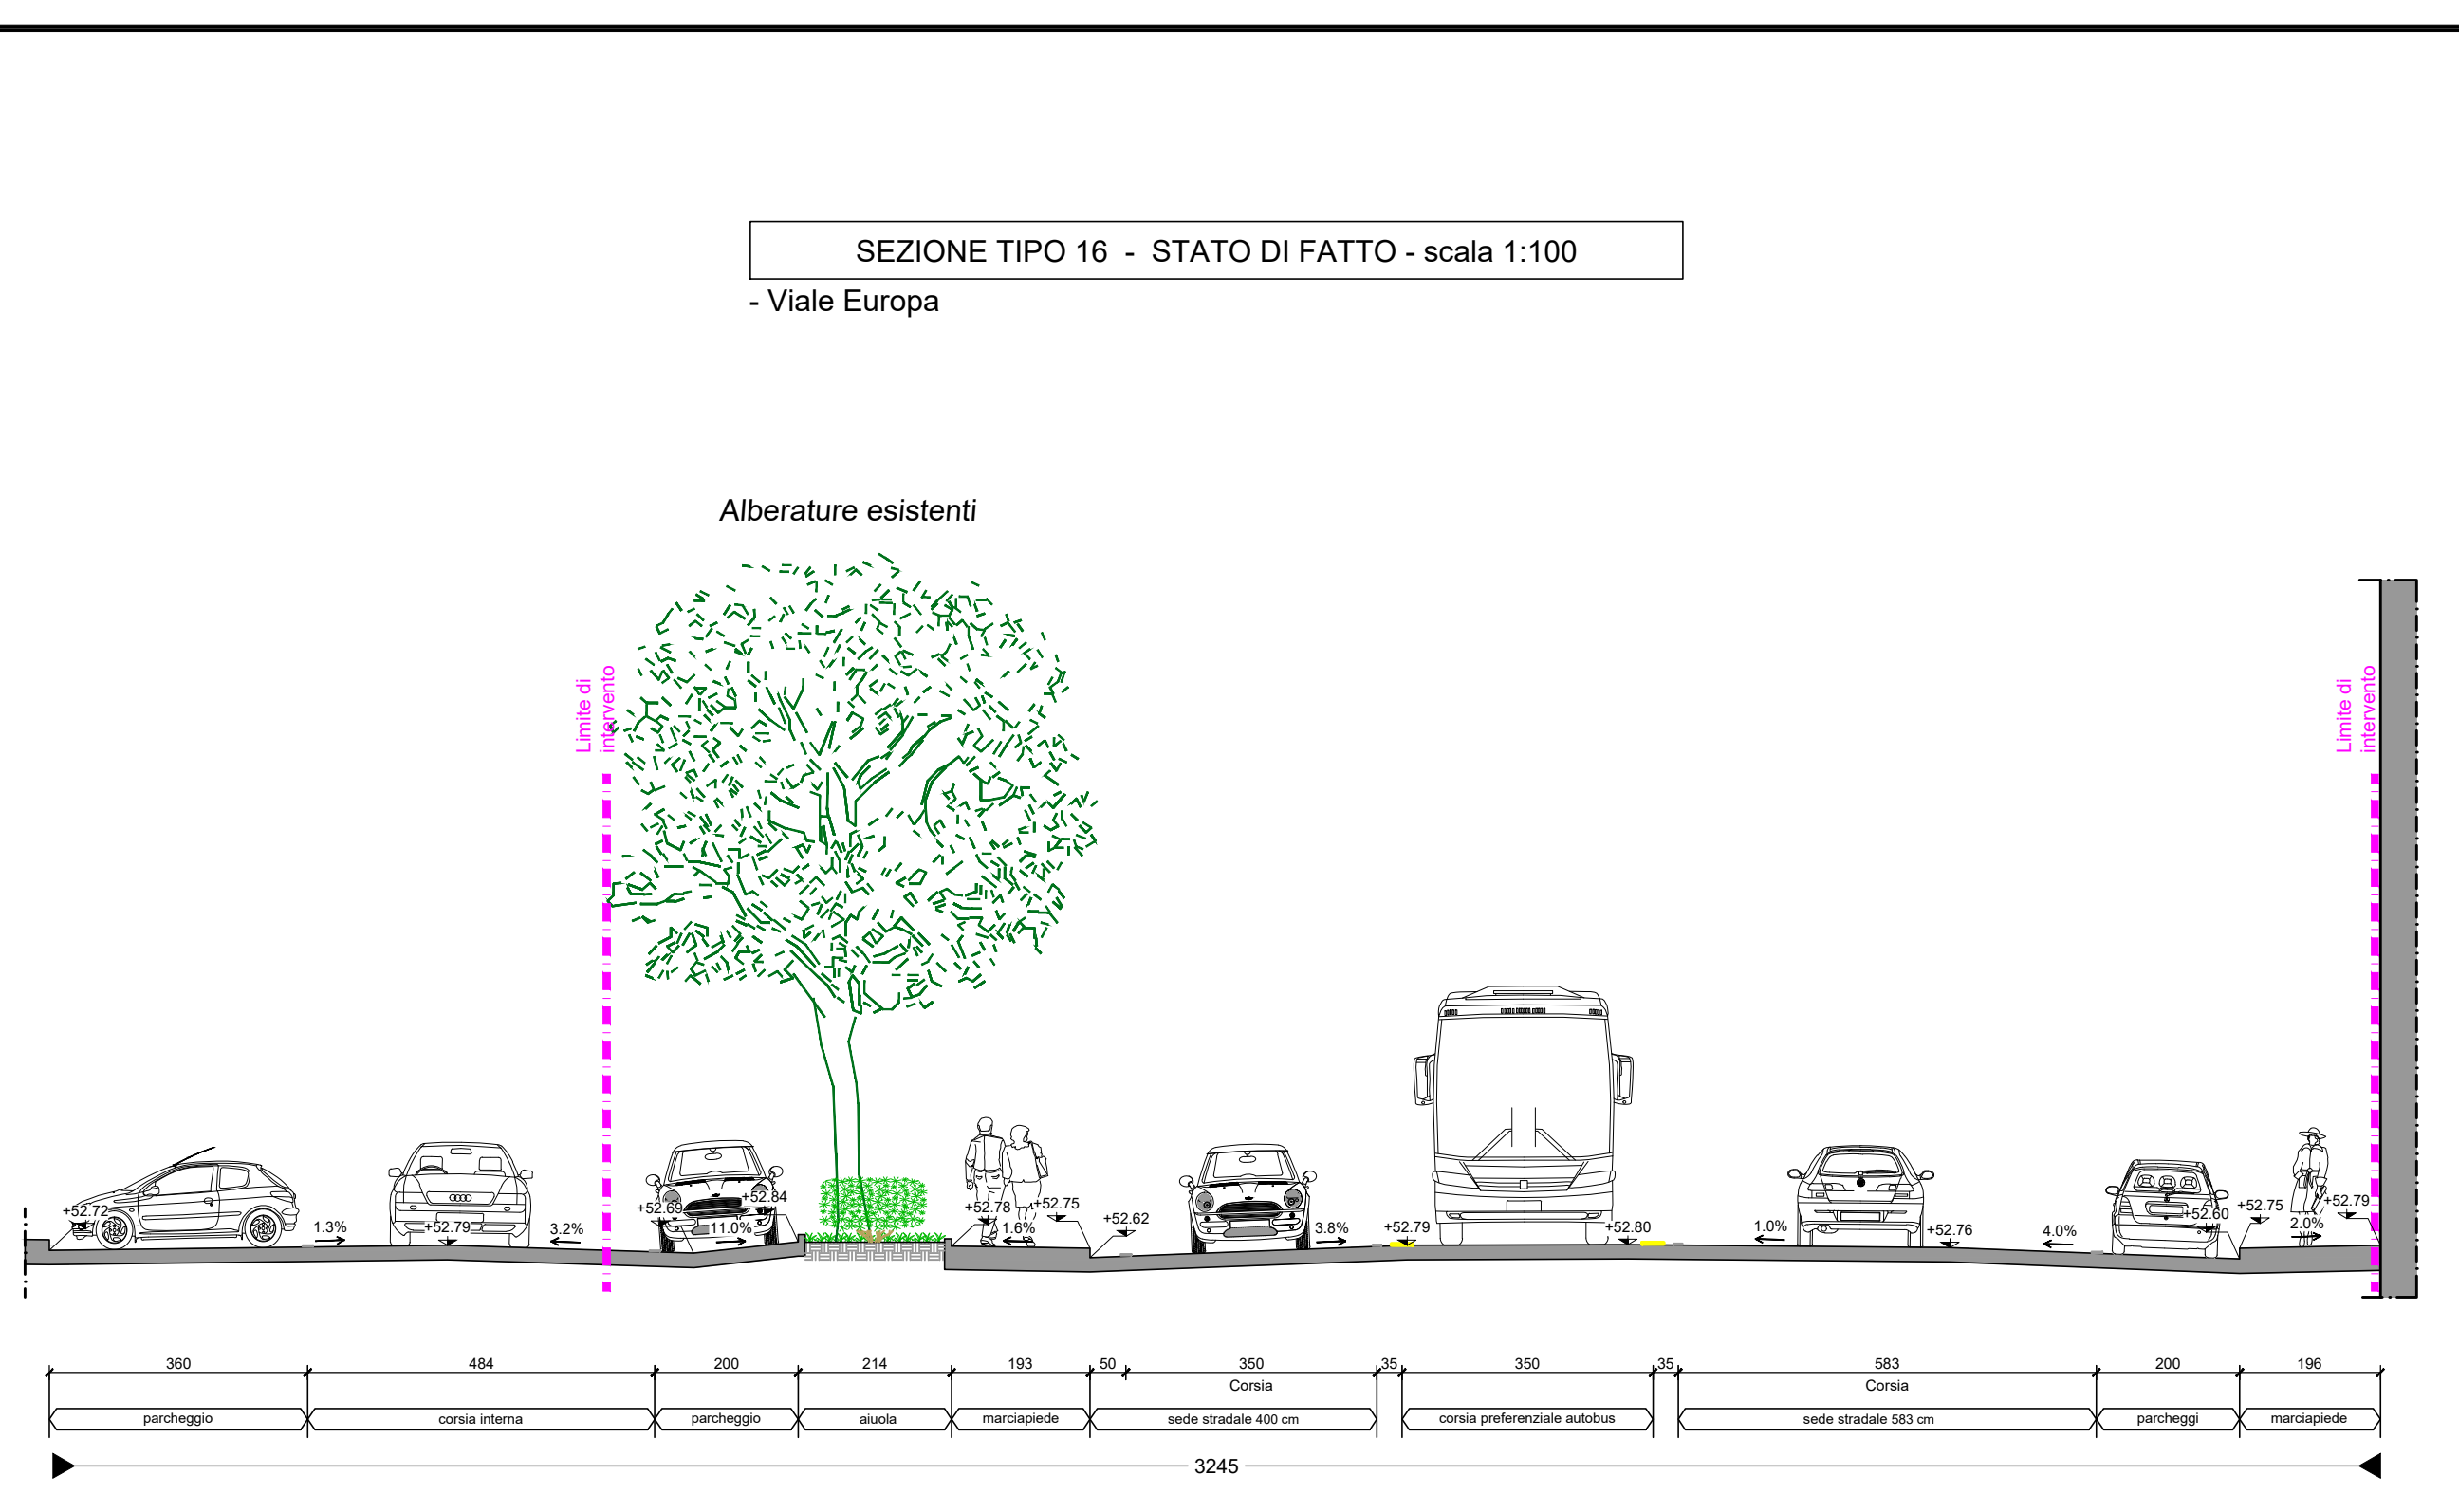 SEZIONE TIPO 16 - STATO DI FATTO - scala 1:100
- Viale Europa
Alberature esistenti
Limite di
intervento
Limite di
intervento
+52.72
1.3%
+52.79
3.2%
+52.69
11.0%
+52.84
+52.78
1.6%
+52.75
+52.62
3.8%
+52.79
+52.80
1.0%
+52.76
4.0%
+52.60
+52.75
2.0%
+52.79
360 484 200 214 193 50 350 35 350 35 583 200 196
Corsia Corsia
parcheggio corsia interna parcheggio aiuola marciapiede sede stradale 400 cm corsia preferenziale autobus sede stradale 583 cm parcheggi marciapiede
3245